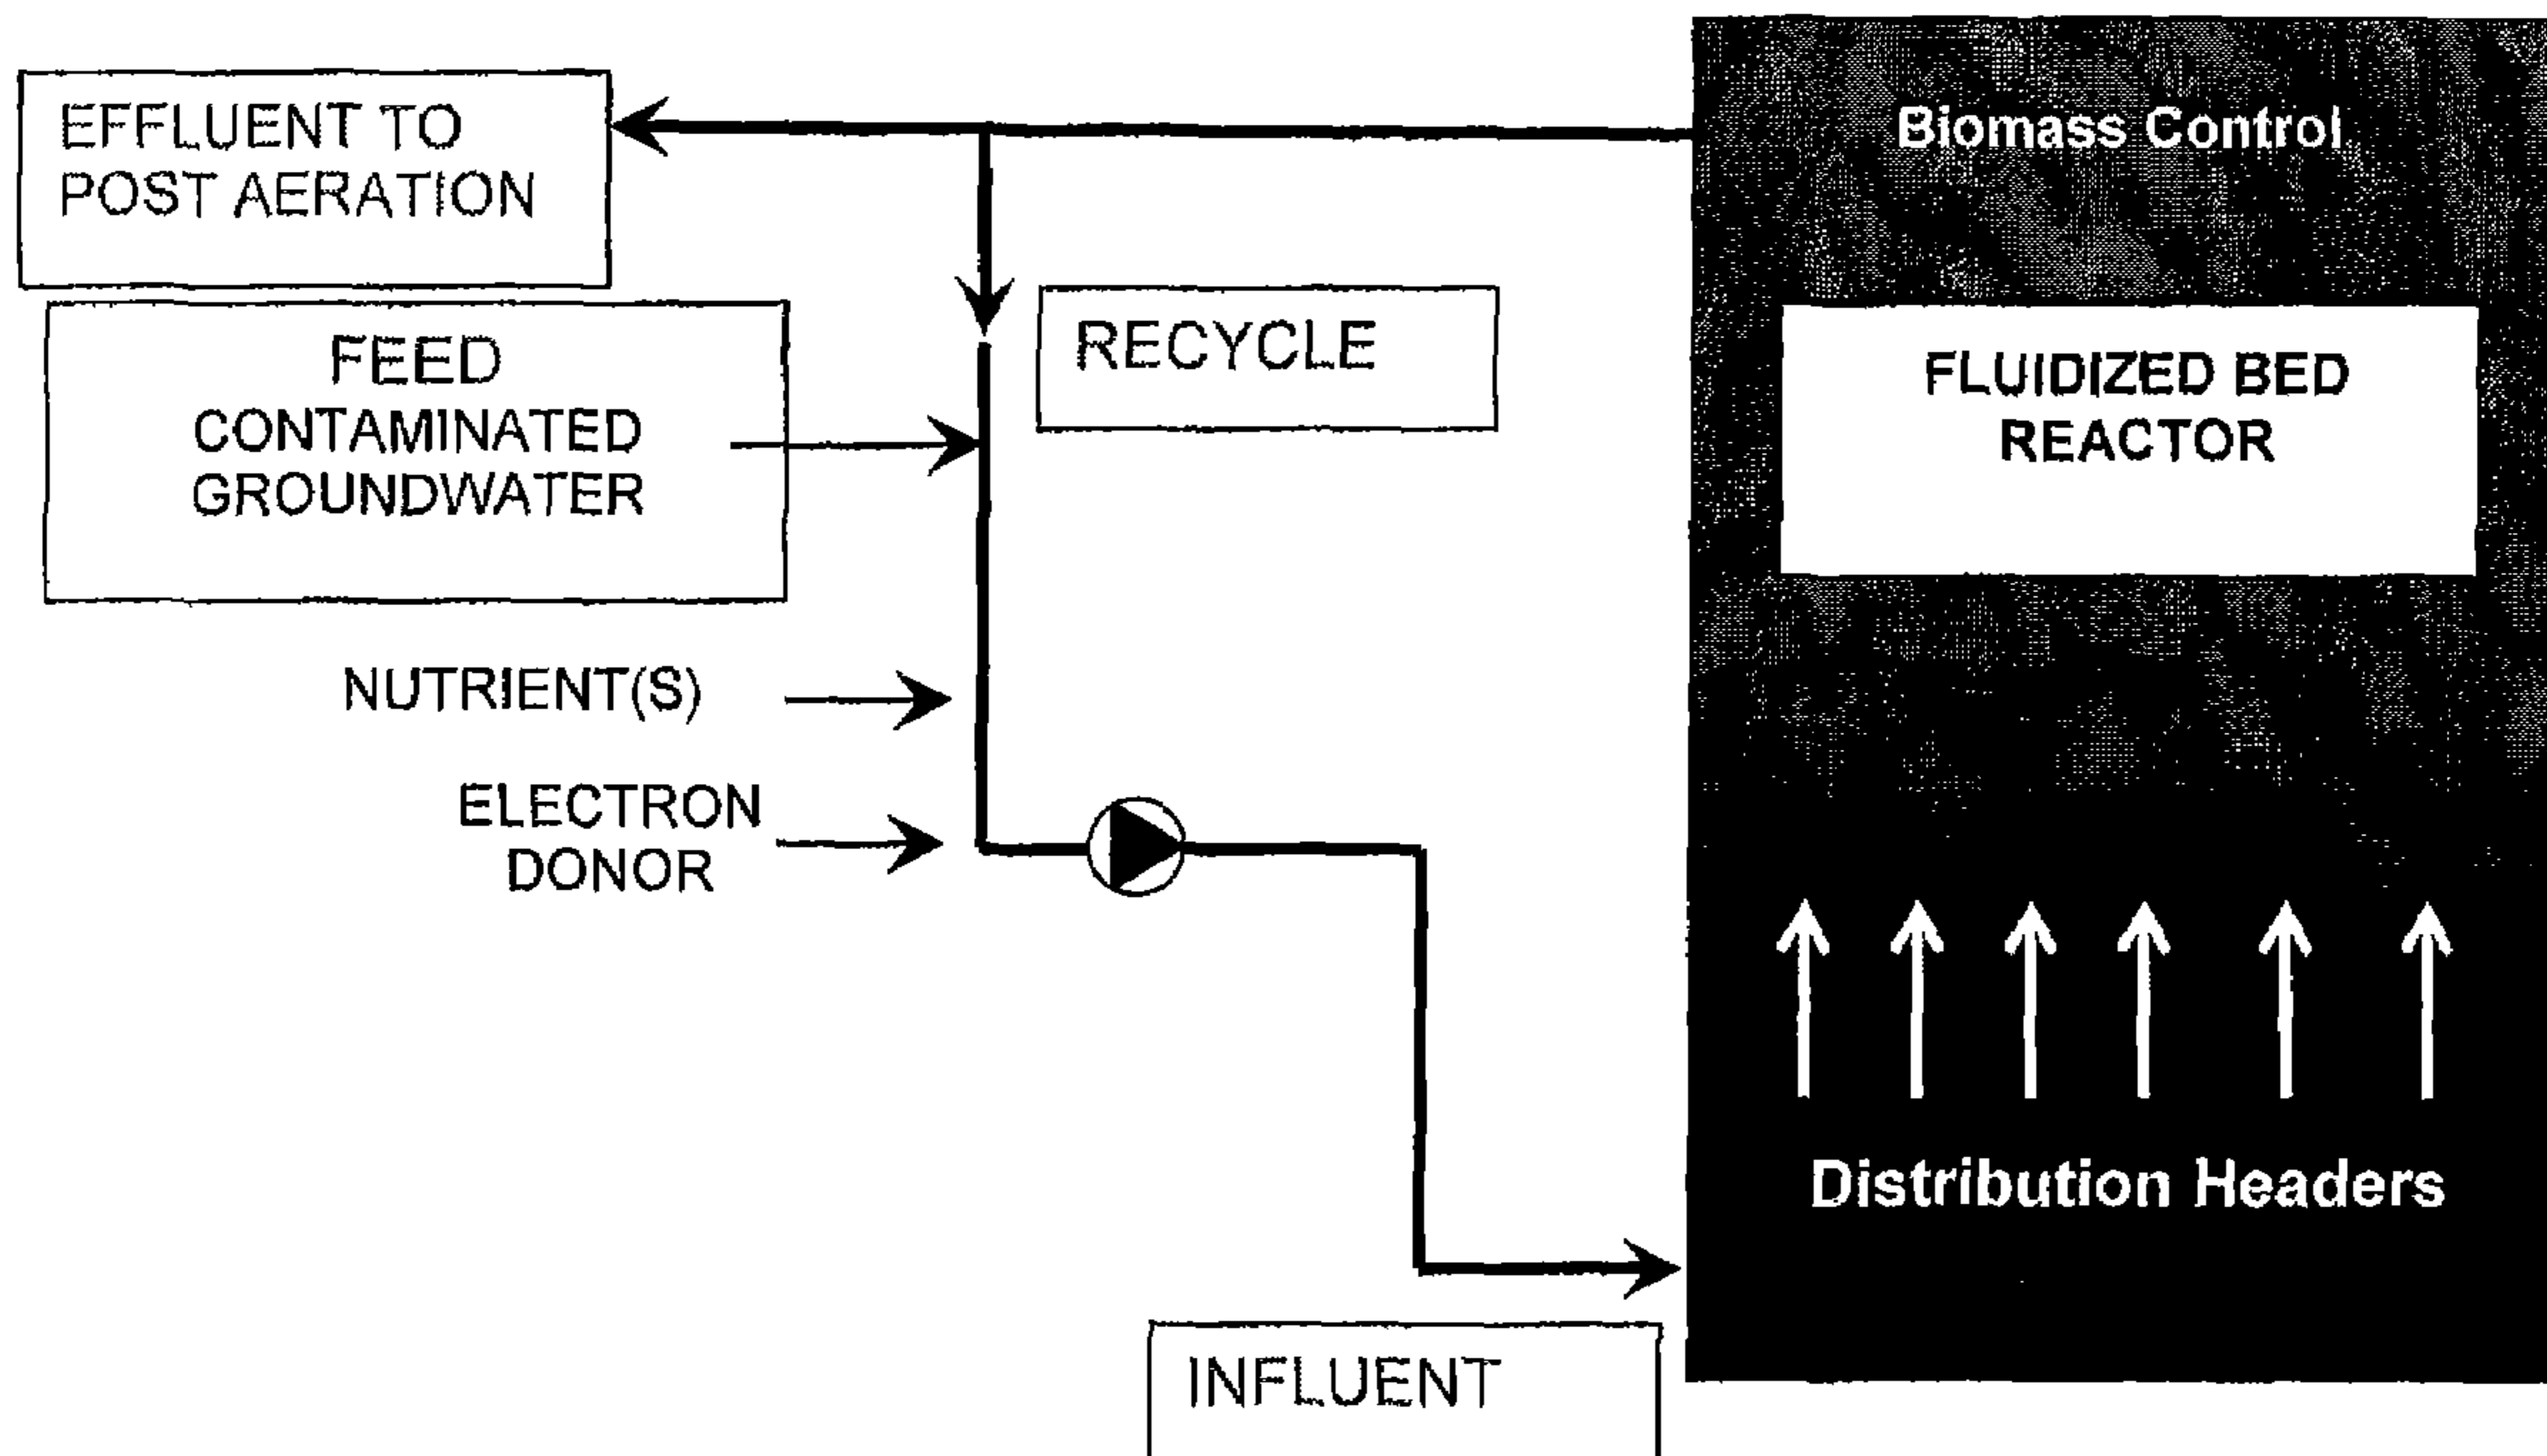 EFFLUENT TO
POST AERATION
Biomass Control
FEED
CONTAMINATED
GROUNDWATER
RECYCLE
FLUIDIZED BED
REACTOR
NUTRIENT(S)
ELECTRON
DONOR
Distribution Headers
INFLUENT